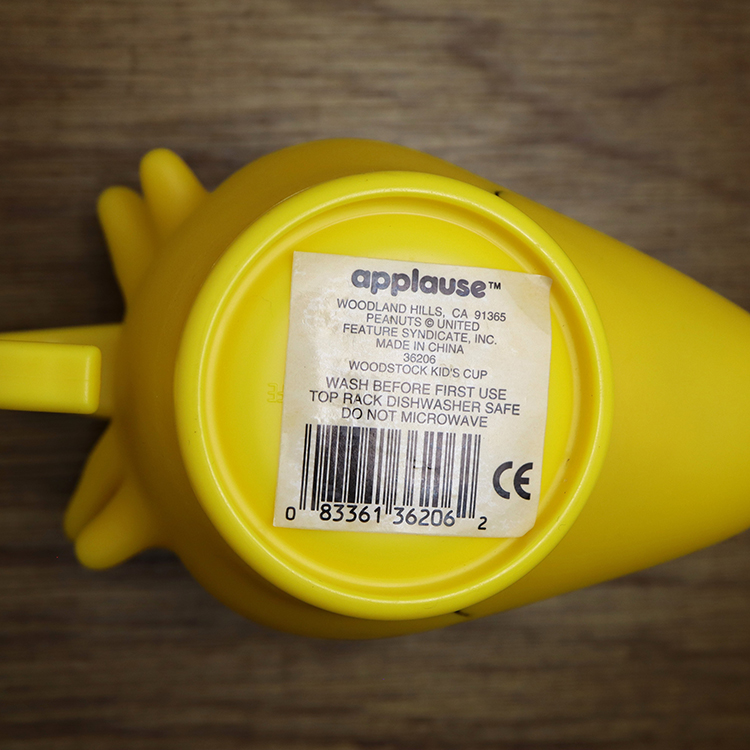 applause™
WOODLAND HILLS, CA 91365
PEANUTS © UNITED
FEATURE SYNDICATE, INC.
MADE IN CHINA
36206
WOODSTOCK KID'S CUP
WASH BEFORE FIRST USE
TOP RACK DISHWASHER SAFE
DO NOT MICROWAVE
CE
0 83361 36206 2